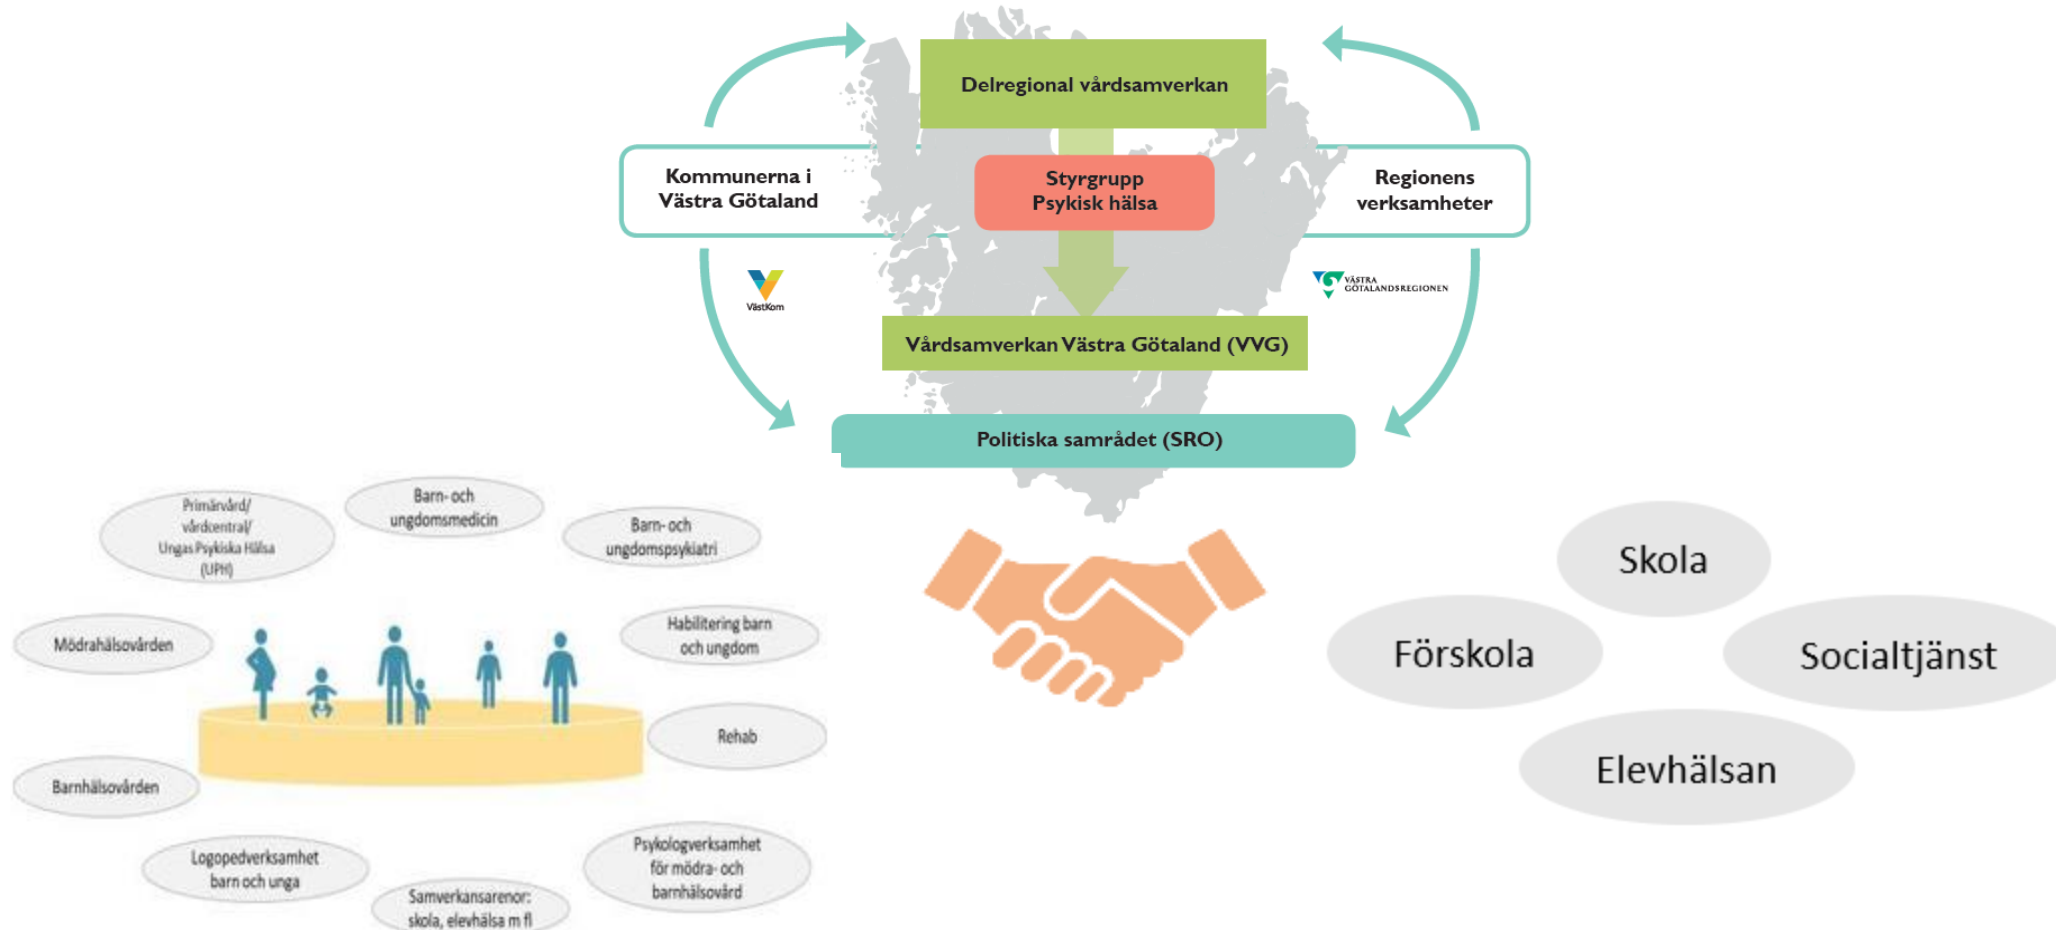 Delregional vårdsamverkan
Kommunerna i
Västra Götaland
Styrgrupp
Psykisk hälsa
Regionens
verksamheter
VästKom
VÄSTRA
GÖTALANDSREGIONEN
Vårdsamverkan Västra Götaland (VVG)
Politiska samrådet (SRO)
Primärvård/
vårdcentral/
Ungas Psykiska Hälsa
(UPH)
Barn- och
ungdomsmedicin
Barn- och
ungdomspsykiatri
Mödrahälsovården
Habilitering barn
och ungdom
Rehab
Barnhälsovården
Logopedverksamhet
barn och unga
Samverkansarenor:
skola, elevhälsa m fl
Psykologverksamhet
för mödra- och
barnhälsovård
Skola
Förskola
Socialtjänst
Elevhälsan